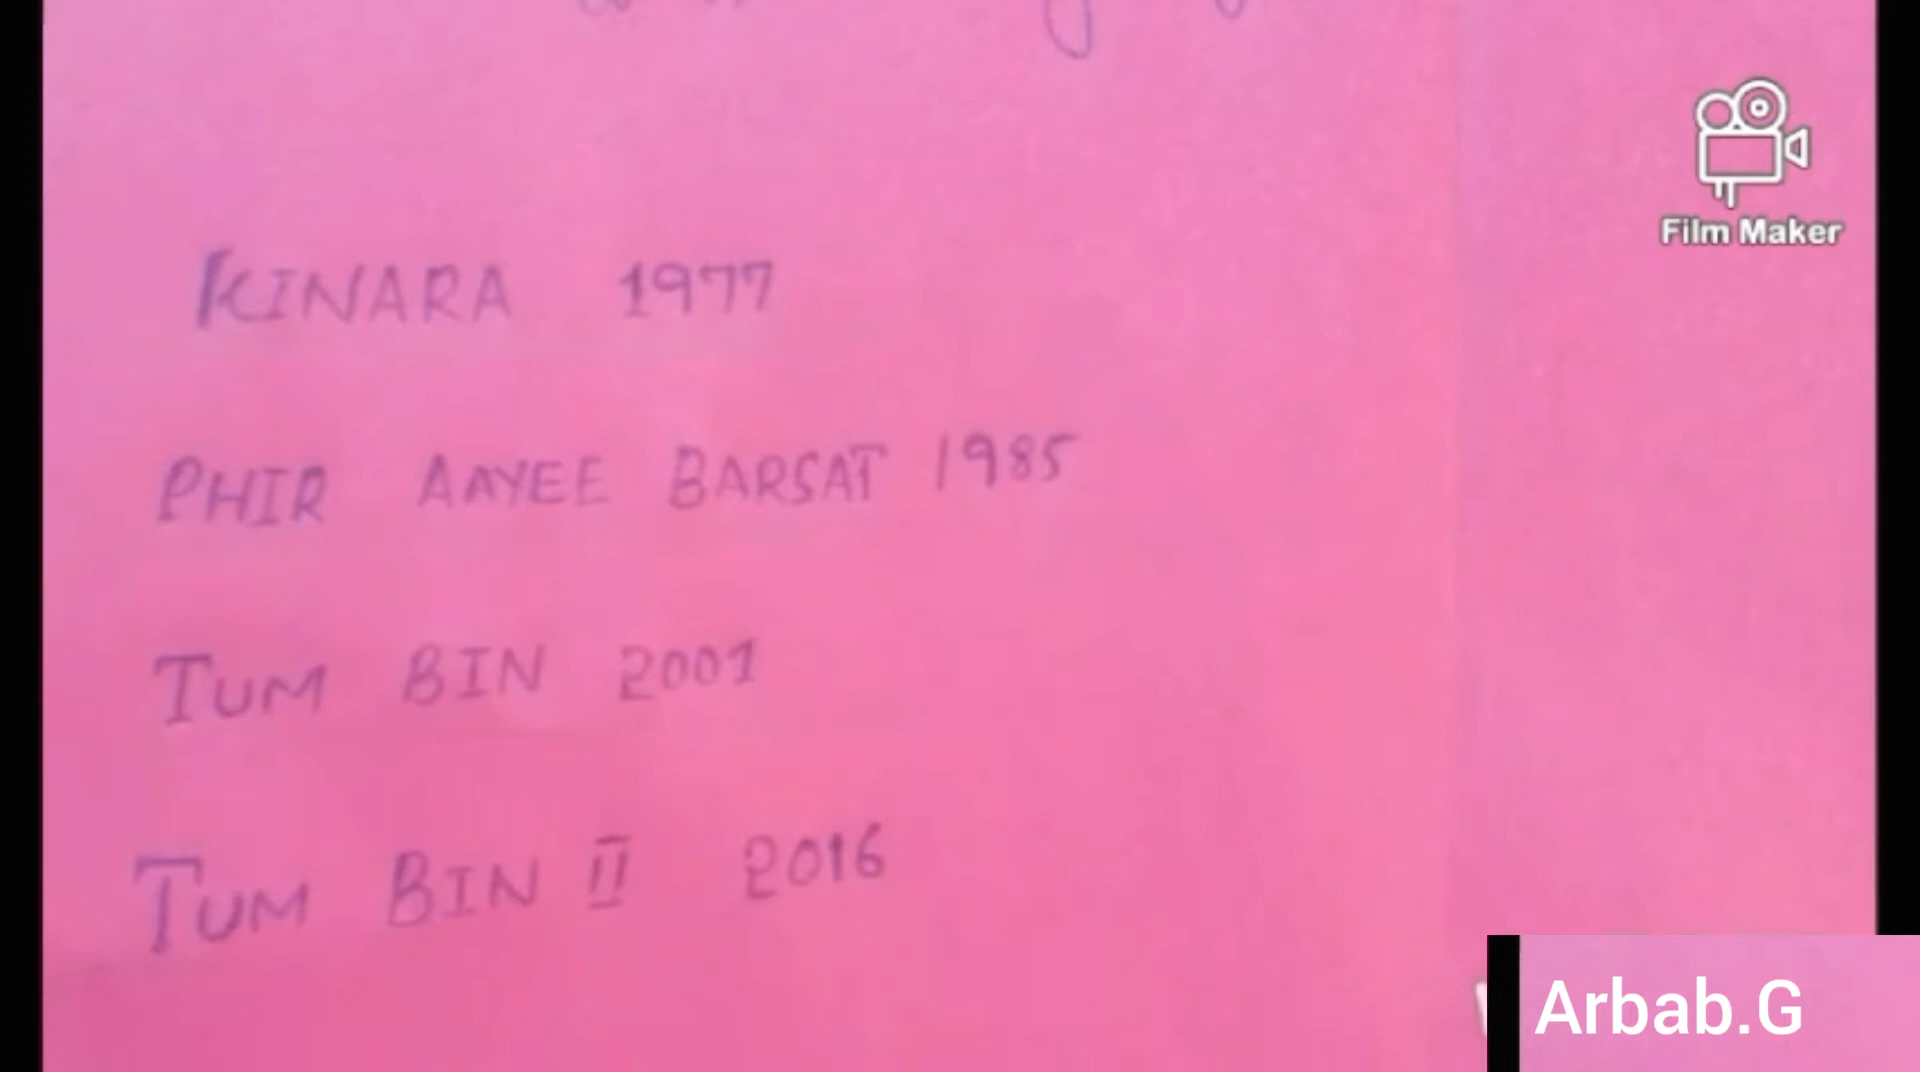 Film Maker
KINARA 1977
PHIR AAYEE BARSAT 1985
TUM BIN 2001
TUM BIN II 2016
Arbab.G